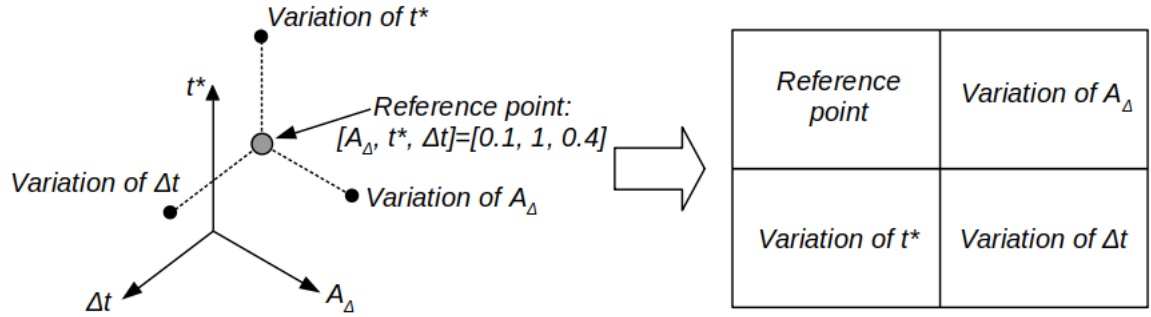 Variation of t*
t*
Reference point:
[A_Δ, t*, Δt]=[0.1, 1, 0.4]
Variation of Δt
Variation of A_Δ
Δt
A_Δ
Reference
point
Variation of A_Δ
Variation of t*
Variation of Δt